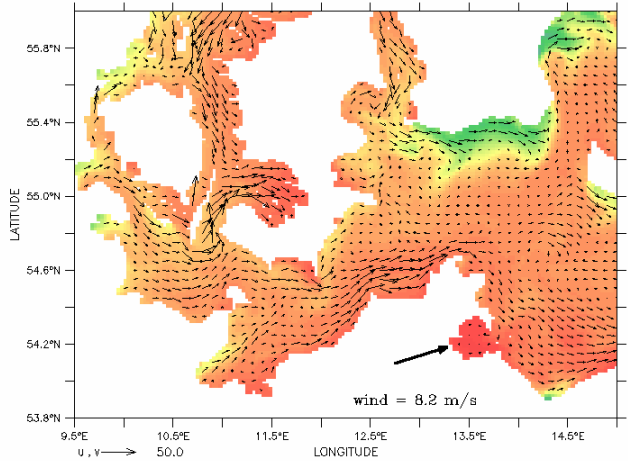 55.8°N
55.4°N
55.0°N
54.6°N
54.2°N
53.8°N
LATITUDE
wind = 8.2 m/s
9.5°E 10.5°E 11.5°E 12.5°E 13.5°E 14.5°E
U , V 50.0 LONGITUDE